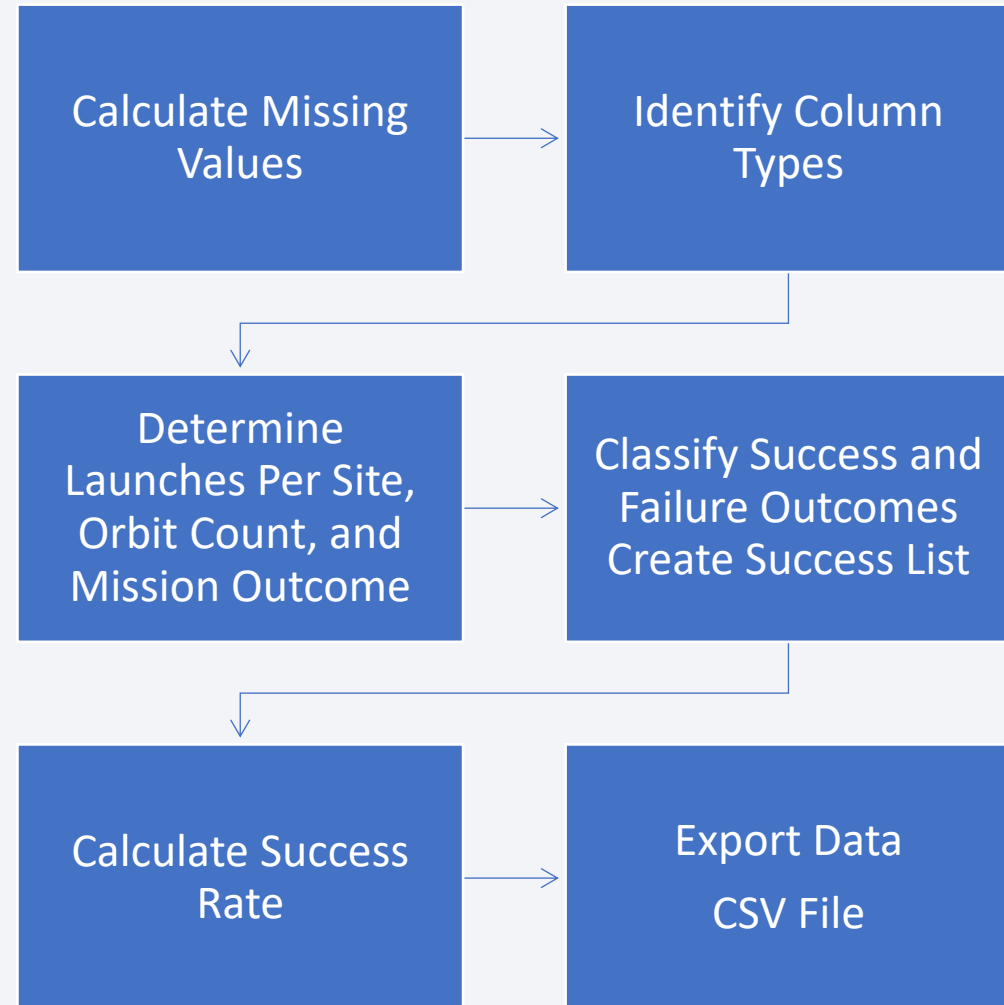 Calculate Missing
Values
Identify Column
Types
Determine
Launches Per Site,
Orbit Count, and
Mission Outcome
Classify Success and
Failure Outcomes
Create Success List
Calculate Success
Rate
Export Data
CSV File